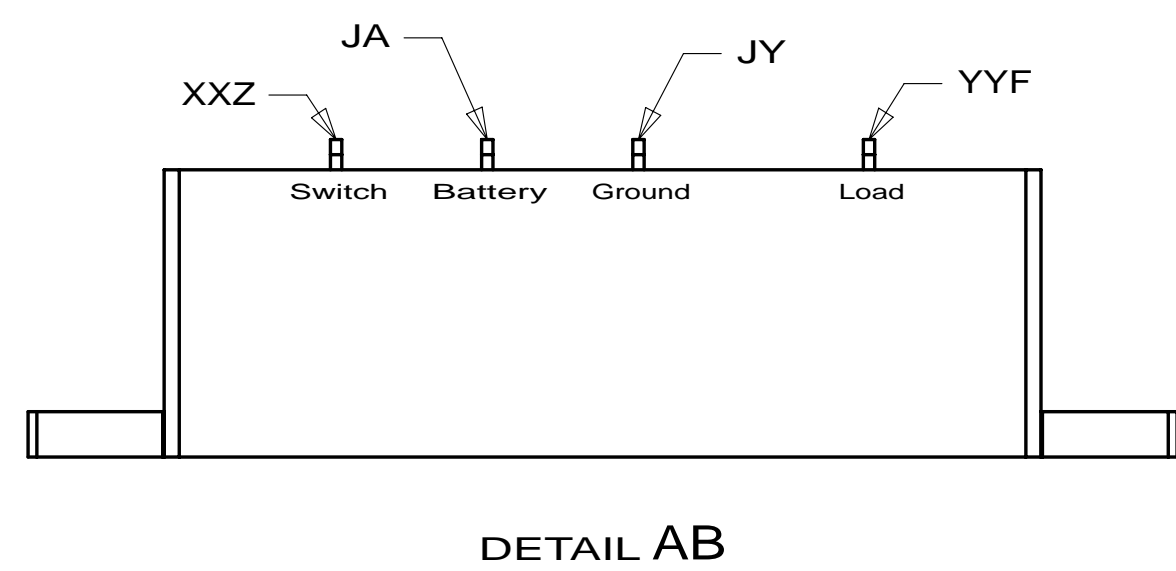 JA
JY
XXZ
YYF
Switch Battery Ground Load
DETAIL AB